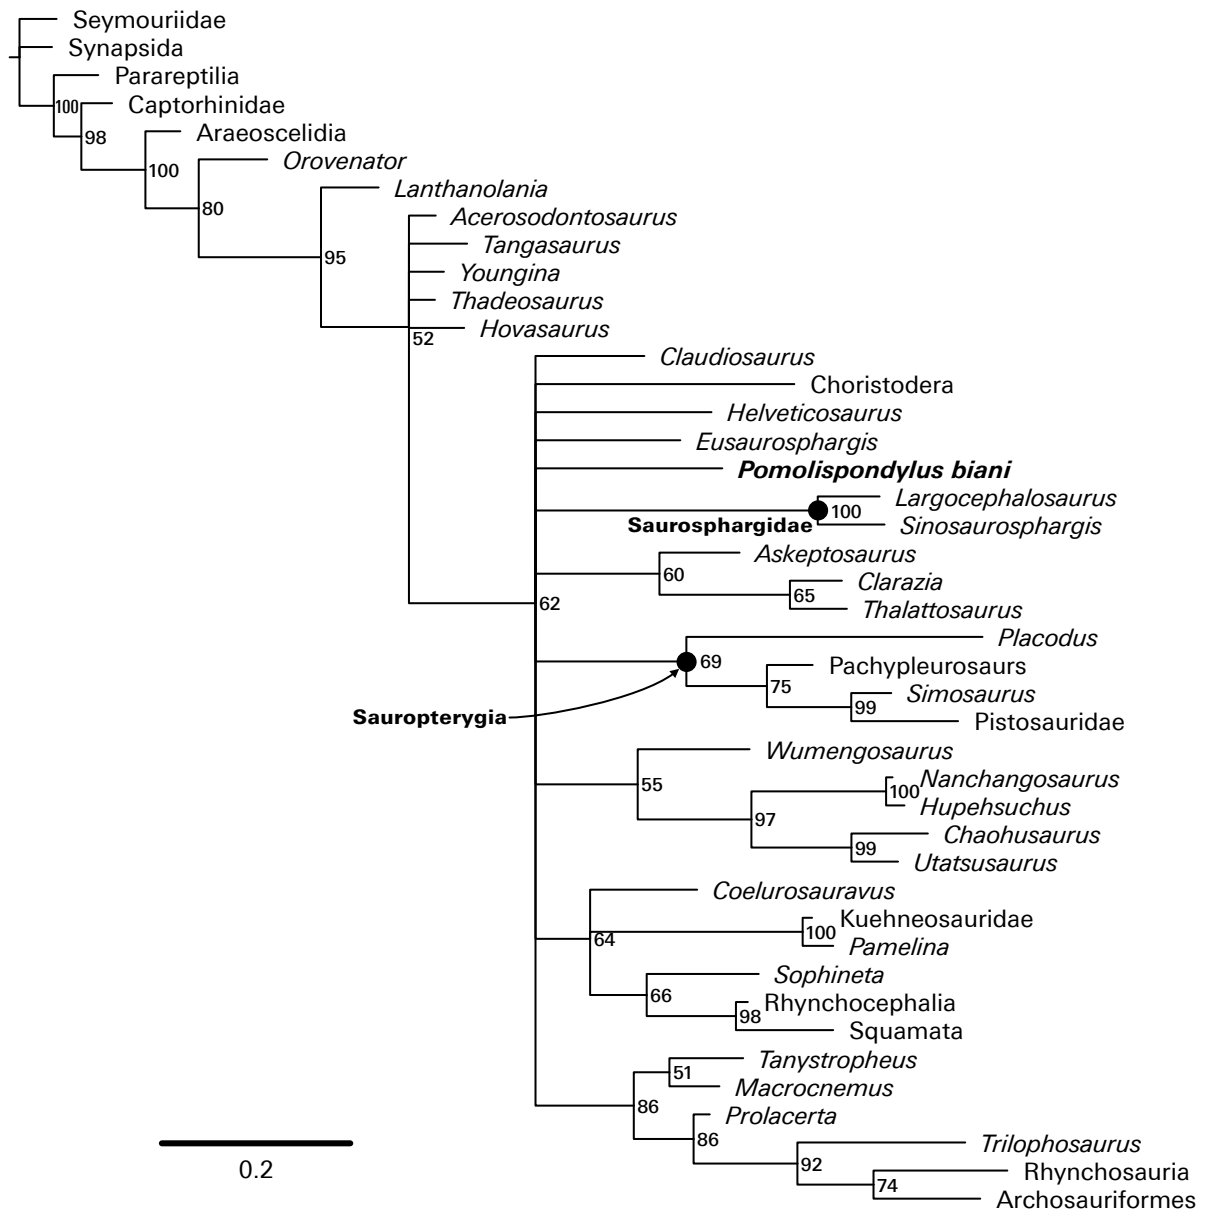 Seymouriidae
Synapsida
Parareptilia
100
Captorhinidae
98
Araeoscelidia
100
Orovenator
80
Lanthanolania
95
Acerosodontosaurus
Tangasaurus
Youngina
Thadeosaurus
Hovasaurus
52
Claudiosaurus
Choristodera
Helveticosaurus
Eusaurosphargis
Pomolispondylus biani
Largocephalosaurus
100
Saurosphargidae
Sinosaurosphargis
Askeptosaurus
60
Clarazia
65
Thalattosaurus
62
Placodus
69
Pachypleurosaurs
75
Simosaurus
99
Sauropterygia
Pistosauridae
Wumengosaurus
55
Nanchangosaurus
100
Hupehsuchus
97
Chaohusaurus
99
Utatsusaurus
Coelurosauravus
Kuehneosauridae
100
64
Pamelina
Sophineta
66
Rhynchocephalia
98
Squamata
Tanystropheus
51
Macrocnemus
86
Prolacerta
86
Trilophosaurus
92
Rhynchosauria
74
Archosauriformes
0.2